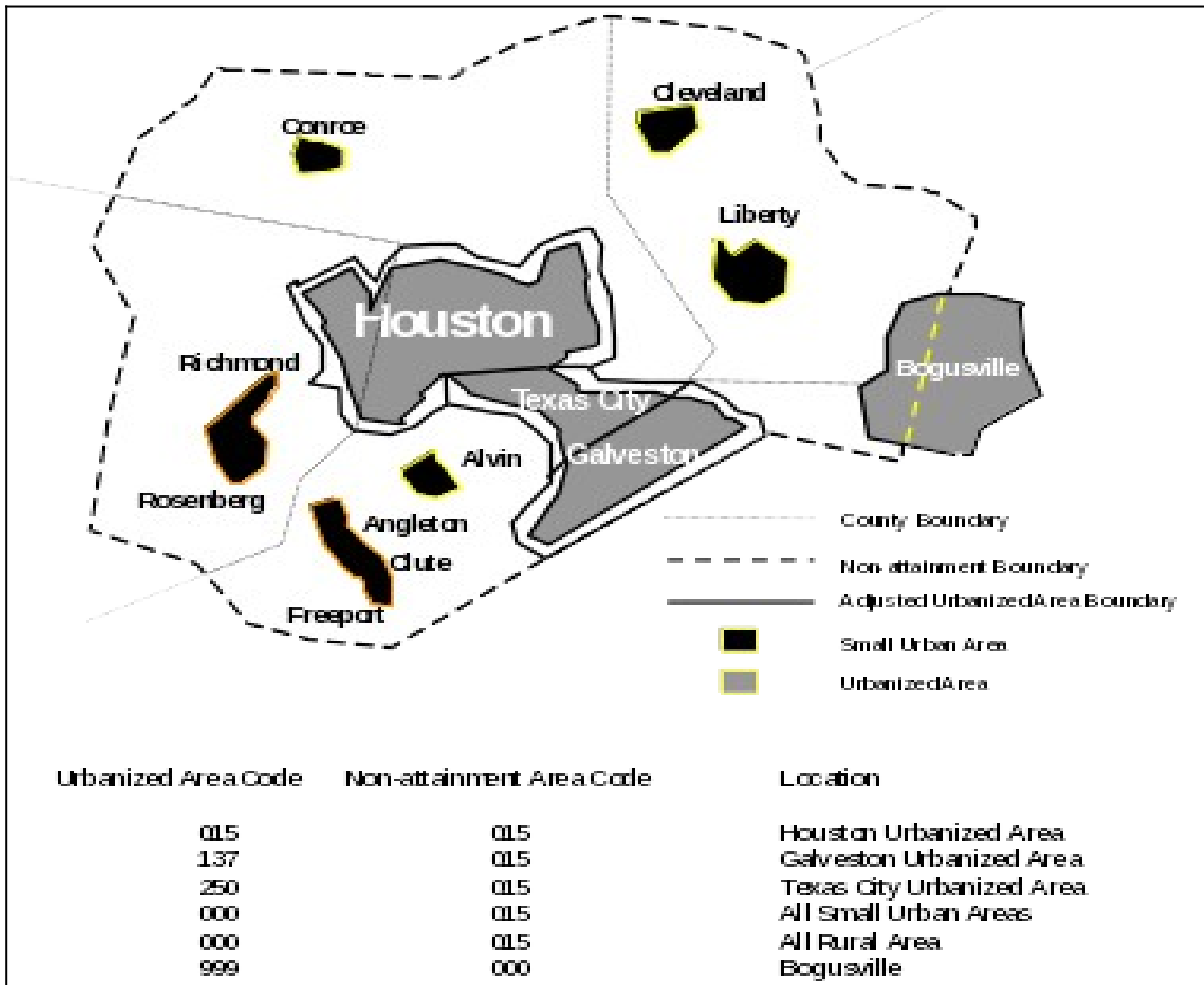 Cleveland
Conroe
Liberty
Houston
Richmond
Bogusville
Texas City
Galveston
Alvin
Rosenberg
Angleton
Clute
Freeport
County Boundary
Non-attainment Boundary
Adjusted Urbanized Area Boundary
Small Urban Area
Urbanized Area
Urbanized Area Code Non-attainment Area Code Location
015 015 Houston Urbanized Area
137 015 Galveston Urbanized Area
250 015 Texas City Urbanized Area
000 015 All Small Urban Areas
000 015 All Rural Area
999 000 Bogusville